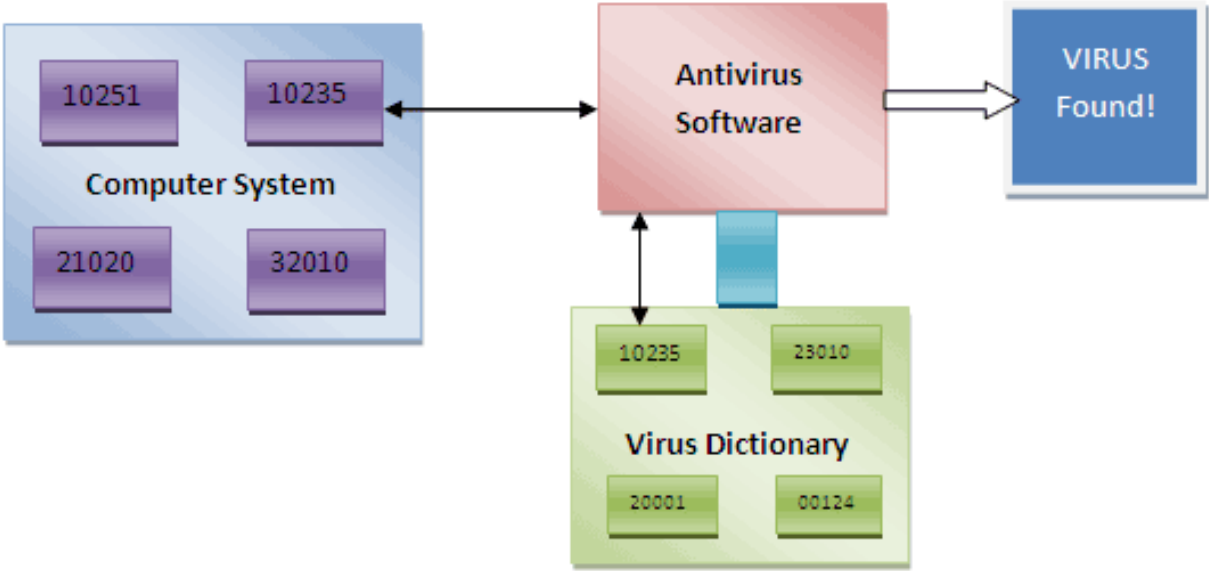 10251
10235
Computer System
21020
32010
Antivirus
Software
VIRUS
Found!
10235
23010
Virus Dictionary
20001
00124